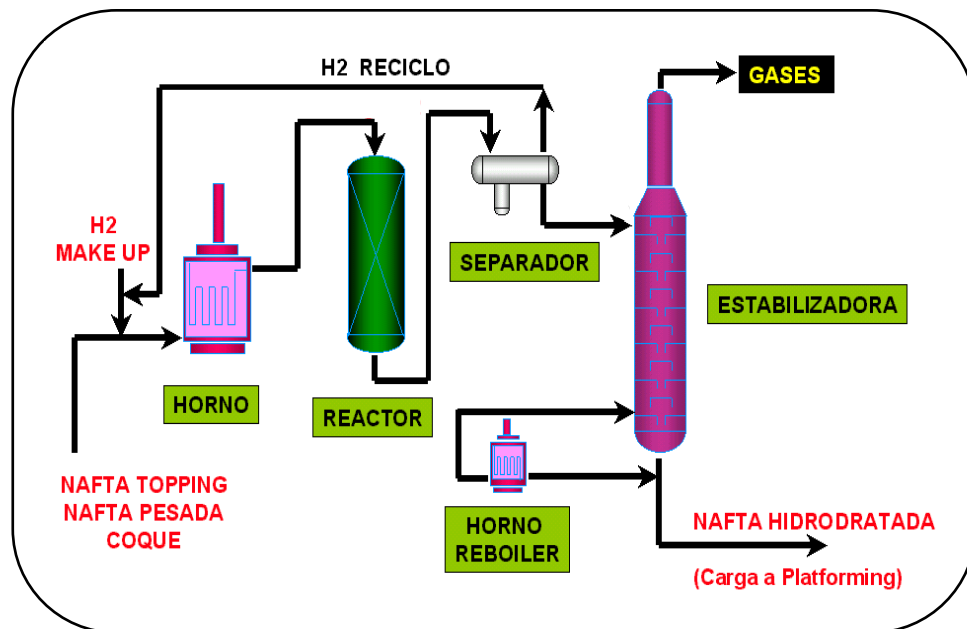 GASES
H2 RECICLO
H2
MAKE UP
SEPARADOR
ESTABILIZADORA
HORNO
REACTOR
NAFTA TOPPING
NAFTA PESADA
COQUE
HORNO
REBOILER
NAFTA HIDRODRATADA
(Carga a Platforming)